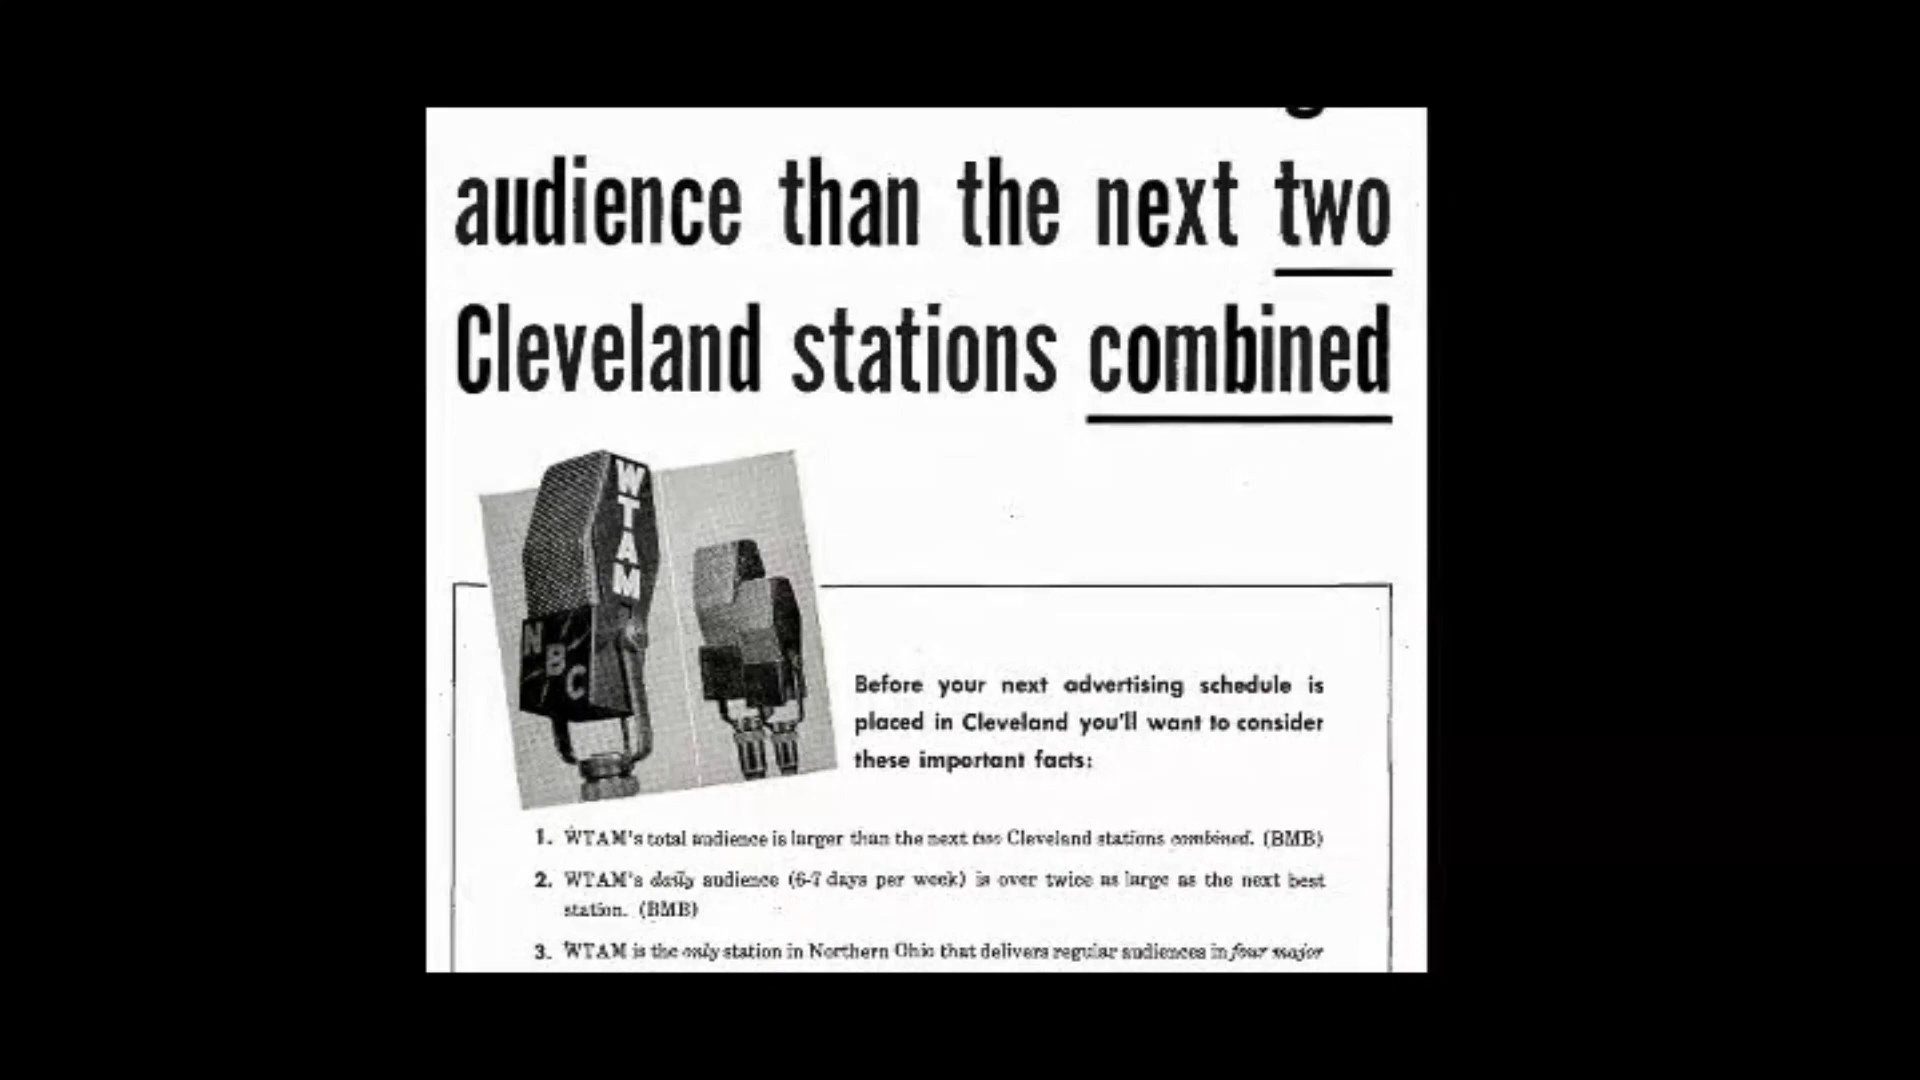 audience than the next two
Cleveland stations combined
WTAM
NBC
Before your next advertising schedule is
placed in Cleveland you'll want to consider
these important facts:
1. WTAM's total audience is larger than the next two Cleveland stations combined. (BMB)
2. WTAM's daily audience (6-7 days per week) is over twice as large as the next best
station. (BMB)
3. WTAM is the only station in Northern Ohio that delivers regular audiences in four major